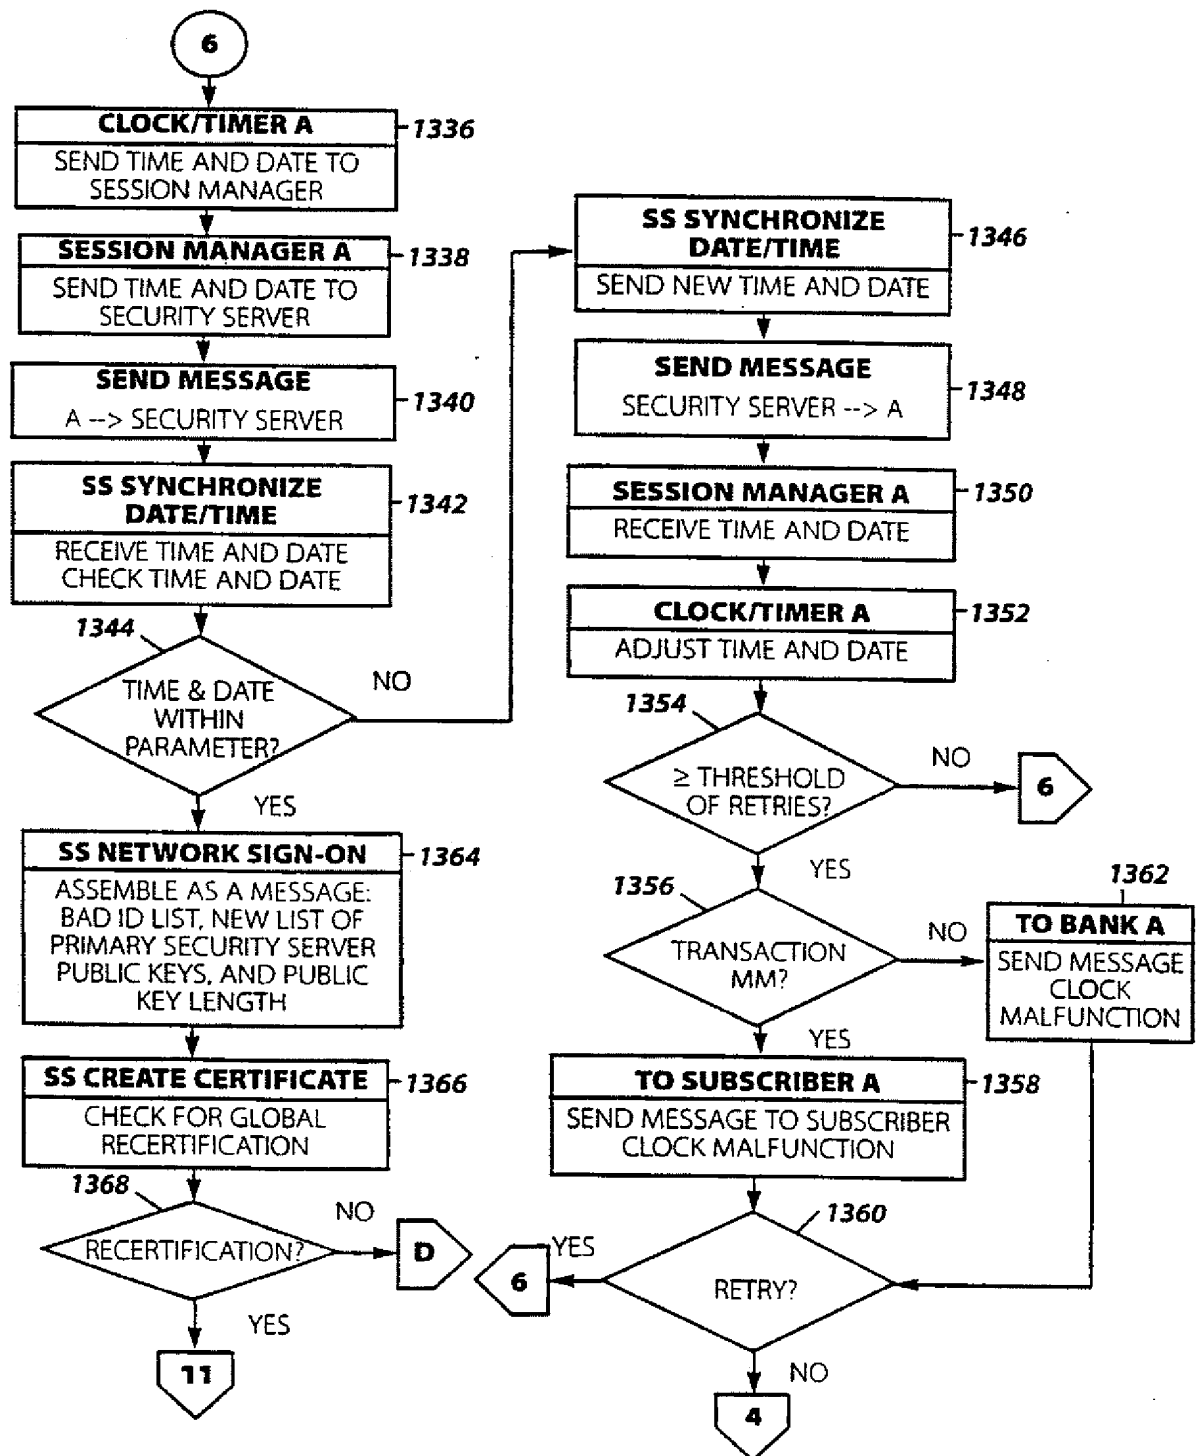 6
CLOCK/TIMER A
1336
SEND TIME AND DATE TO
SESSION MANAGER
SESSION MANAGER A
1338
SEND TIME AND DATE TO
SECURITY SERVER
SEND MESSAGE
1340
A --> SECURITY SERVER
SS SYNCHRONIZE
DATE/TIME
1342
RECEIVE TIME AND DATE
CHECK TIME AND DATE
1344
TIME & DATE
WITHIN
PARAMETER?
NO
YES
SS NETWORK SIGN-ON
1364
ASSEMBLE AS A MESSAGE:
BAD ID LIST, NEW LIST OF
PRIMARY SECURITY SERVER
PUBLIC KEYS, AND PUBLIC
KEY LENGTH
SS CREATE CERTIFICATE
1366
CHECK FOR GLOBAL
RECERTIFICATION
1368
RECERTIFICATION?
NO
D
YES
11
SS SYNCHRONIZE
DATE/TIME
1346
SEND NEW TIME AND DATE
SEND MESSAGE
1348
SECURITY SERVER --> A
SESSION MANAGER A
1350
RECEIVE TIME AND DATE
CLOCK/TIMER A
1352
ADJUST TIME AND DATE
1354
≥ THRESHOLD
OF RETRIES?
NO
6
YES
1356
TRANSACTION
MM?
NO
1362
TO BANK A
SEND MESSAGE
CLOCK
MALFUNCTION
YES
TO SUBSCRIBER A
1358
SEND MESSAGE TO SUBSCRIBER
CLOCK MALFUNCTION
1360
RETRY?
YES
6
NO
4